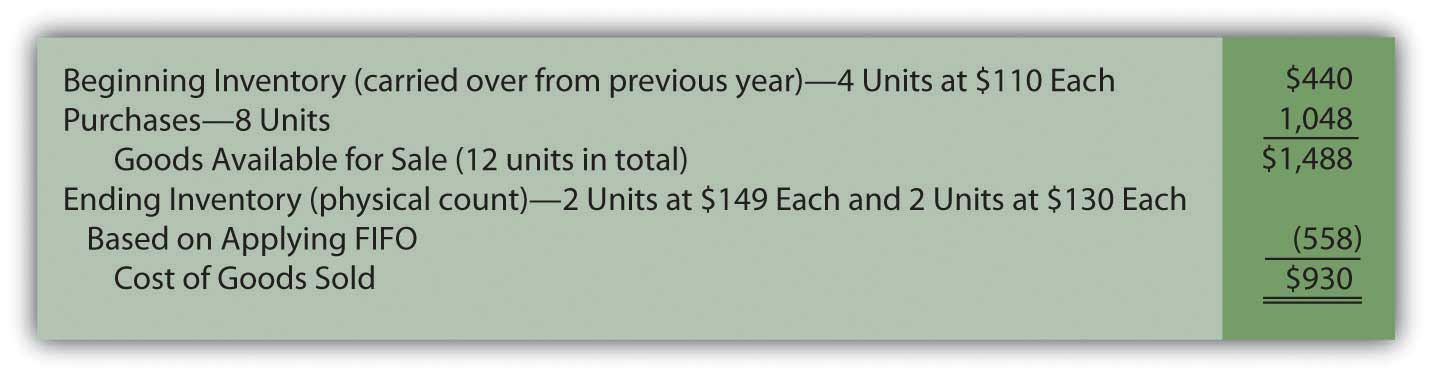 Beginning Inventory (carried over from previous year)—4 Units at $110 Each $440
Purchases—8 Units 1,048
Goods Available for Sale (12 units in total) $1,488
Ending Inventory (physical count)—2 Units at $149 Each and 2 Units at $130 Each
Based on Applying FIFO (558)
Cost of Goods Sold $930